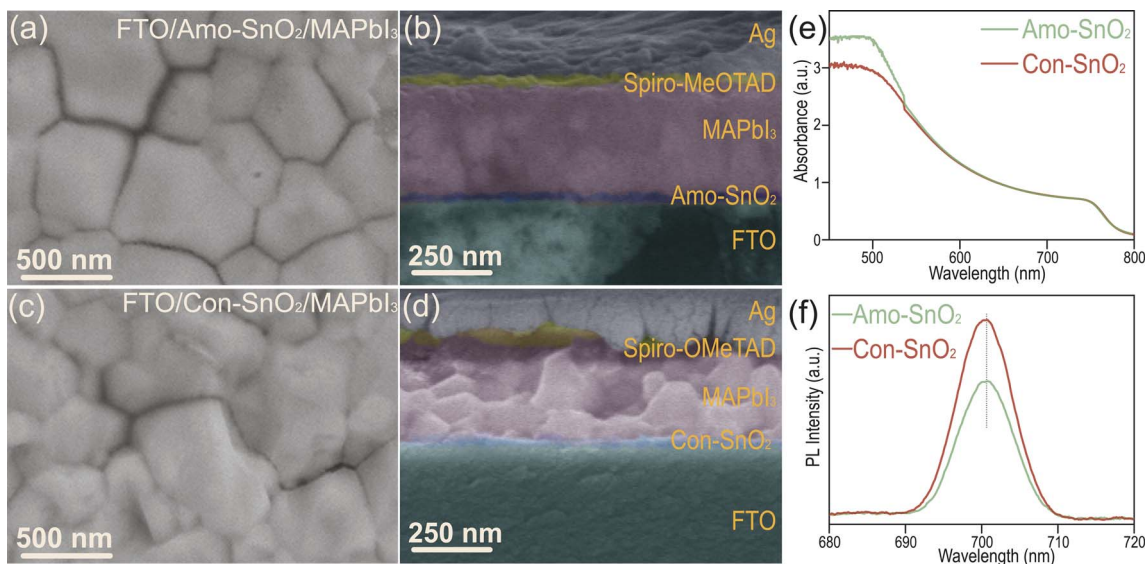 (a) FTO/Amo-SnO₂/MAPbI₃
500 nm
(b)
Ag
Spiro-MeOTAD
MAPbI₃
Amo-SnO₂
FTO
250 nm
(c) FTO/Con-SnO₂/MAPbI₃
500 nm
(d)
Ag
Spiro-OMeTAD
MAPbI₃
Con-SnO₂
FTO
250 nm
(e)
Amo-SnO₂
Con-SnO₂
Absorbance (a.u.)
3
2
1
0
500 600 700 800
Wavelength (nm)
(f)
Amo-SnO₂
Con-SnO₂
PL Intensity (a.u.)
680 690 700 710 720
Wavelength (nm)